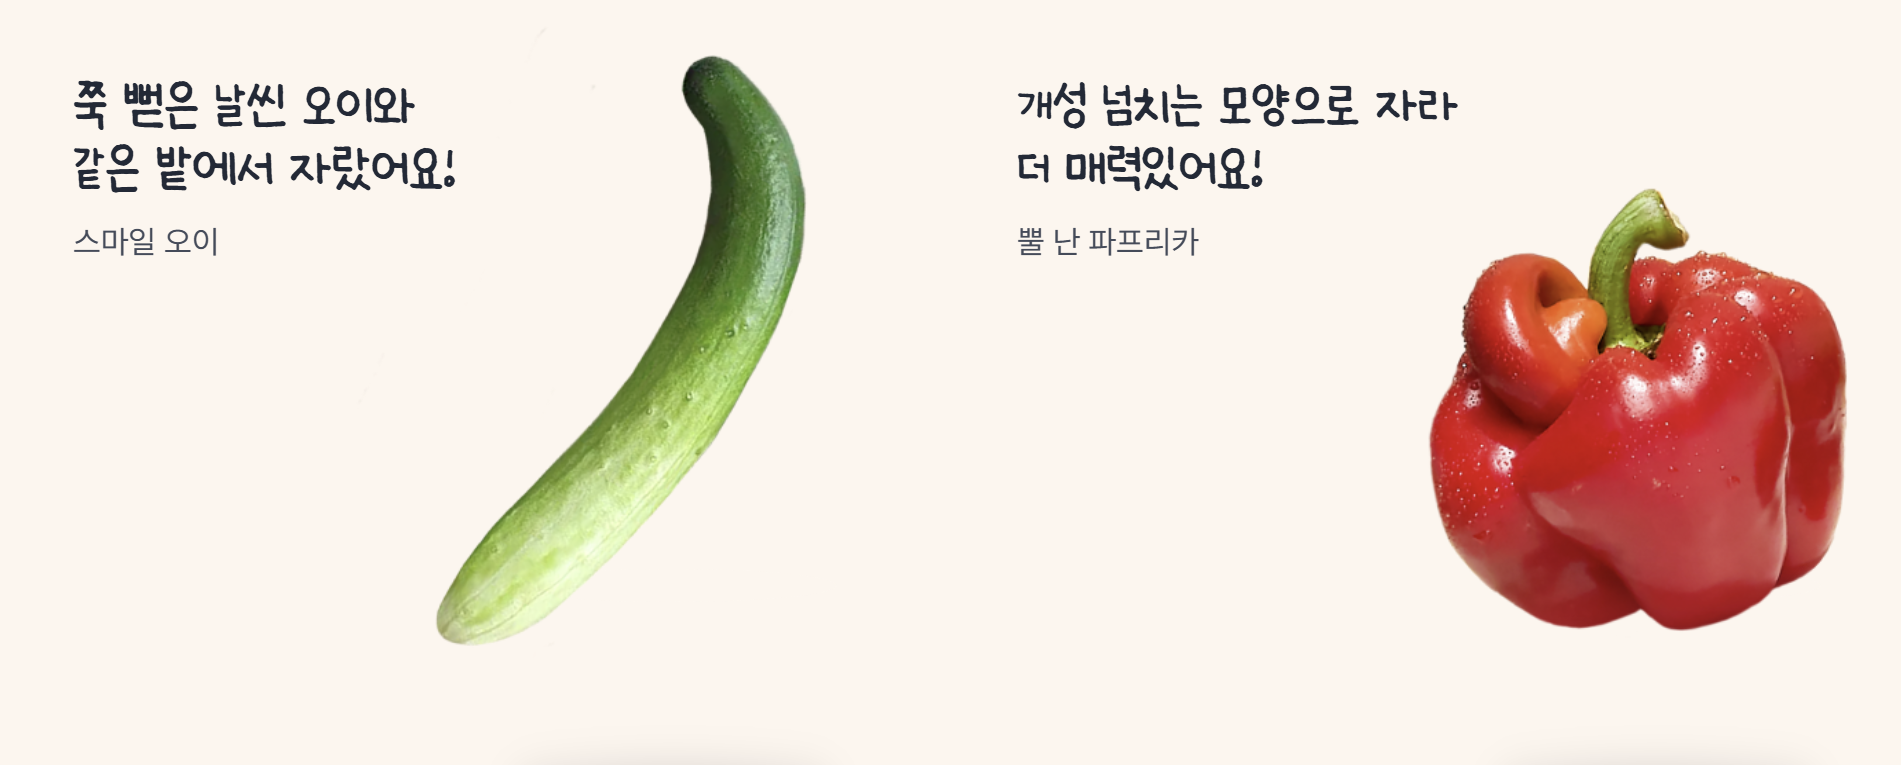 쭉 뻗은 날씬 오이와
같은 밭에서 자랐어요!
스마일 오이
개성 넘치는 모양으로 자라
더 매력있어요!
뿔 난 파프리카